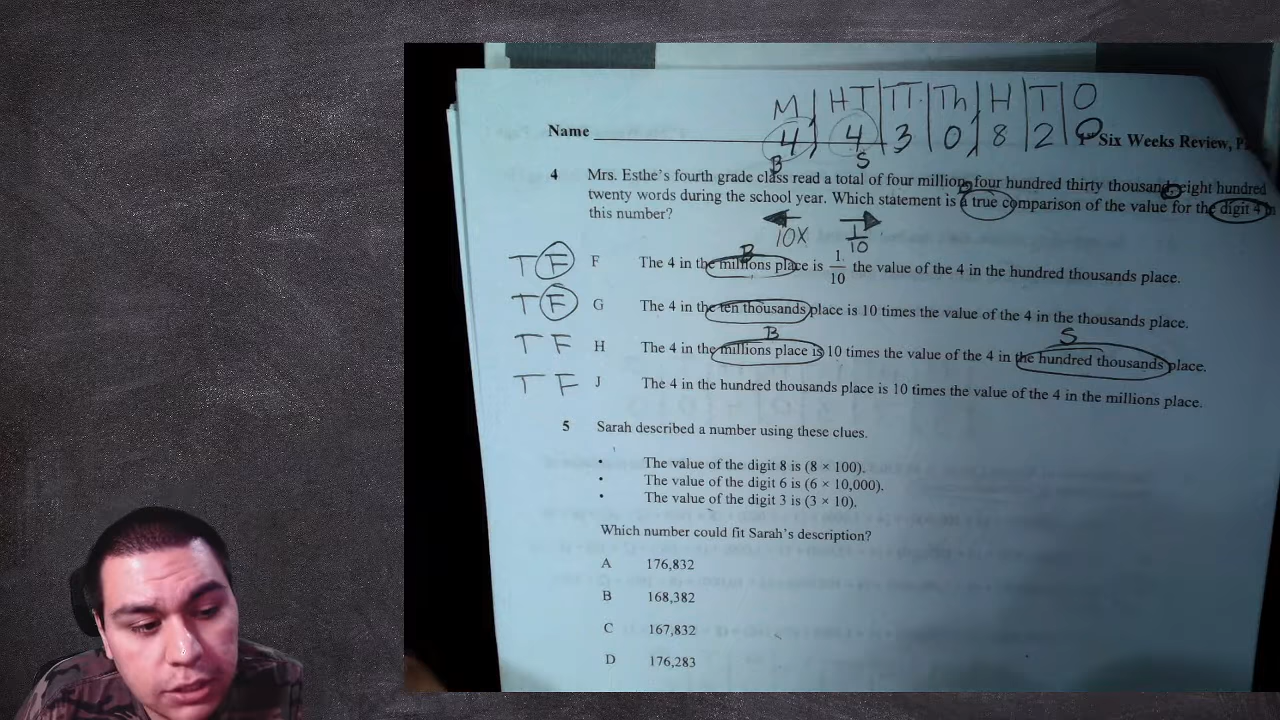 M HT TT Th H T O
4, 4 3 0, 8 2 0
B S
Name Six Weeks Review,
4 Mrs. Esthe's fourth grade class read a total of four million, four hundred thirty thousand, eight hundred
twenty words during the school year. Which statement is a true comparison of the value for the digit 4 in
this number?
10X 1/10
B
T F F The 4 in the millions place is 1/10 the value of the 4 in the hundred thousands place.
T F G The 4 in the ten thousands place is 10 times the value of the 4 in the thousands place.
B S
T F H The 4 in the millions place is 10 times the value of the 4 in the hundred thousands place.
T F J The 4 in the hundred thousands place is 10 times the value of the 4 in the millions place.
5 Sarah described a number using these clues.
• The value of the digit 8 is (8 × 100).
• The value of the digit 6 is (6 × 10,000).
• The value of the digit 3 is (3 × 10).
Which number could fit Sarah's description?
A 176,832
B 168,382
C 167,832
D 176,283